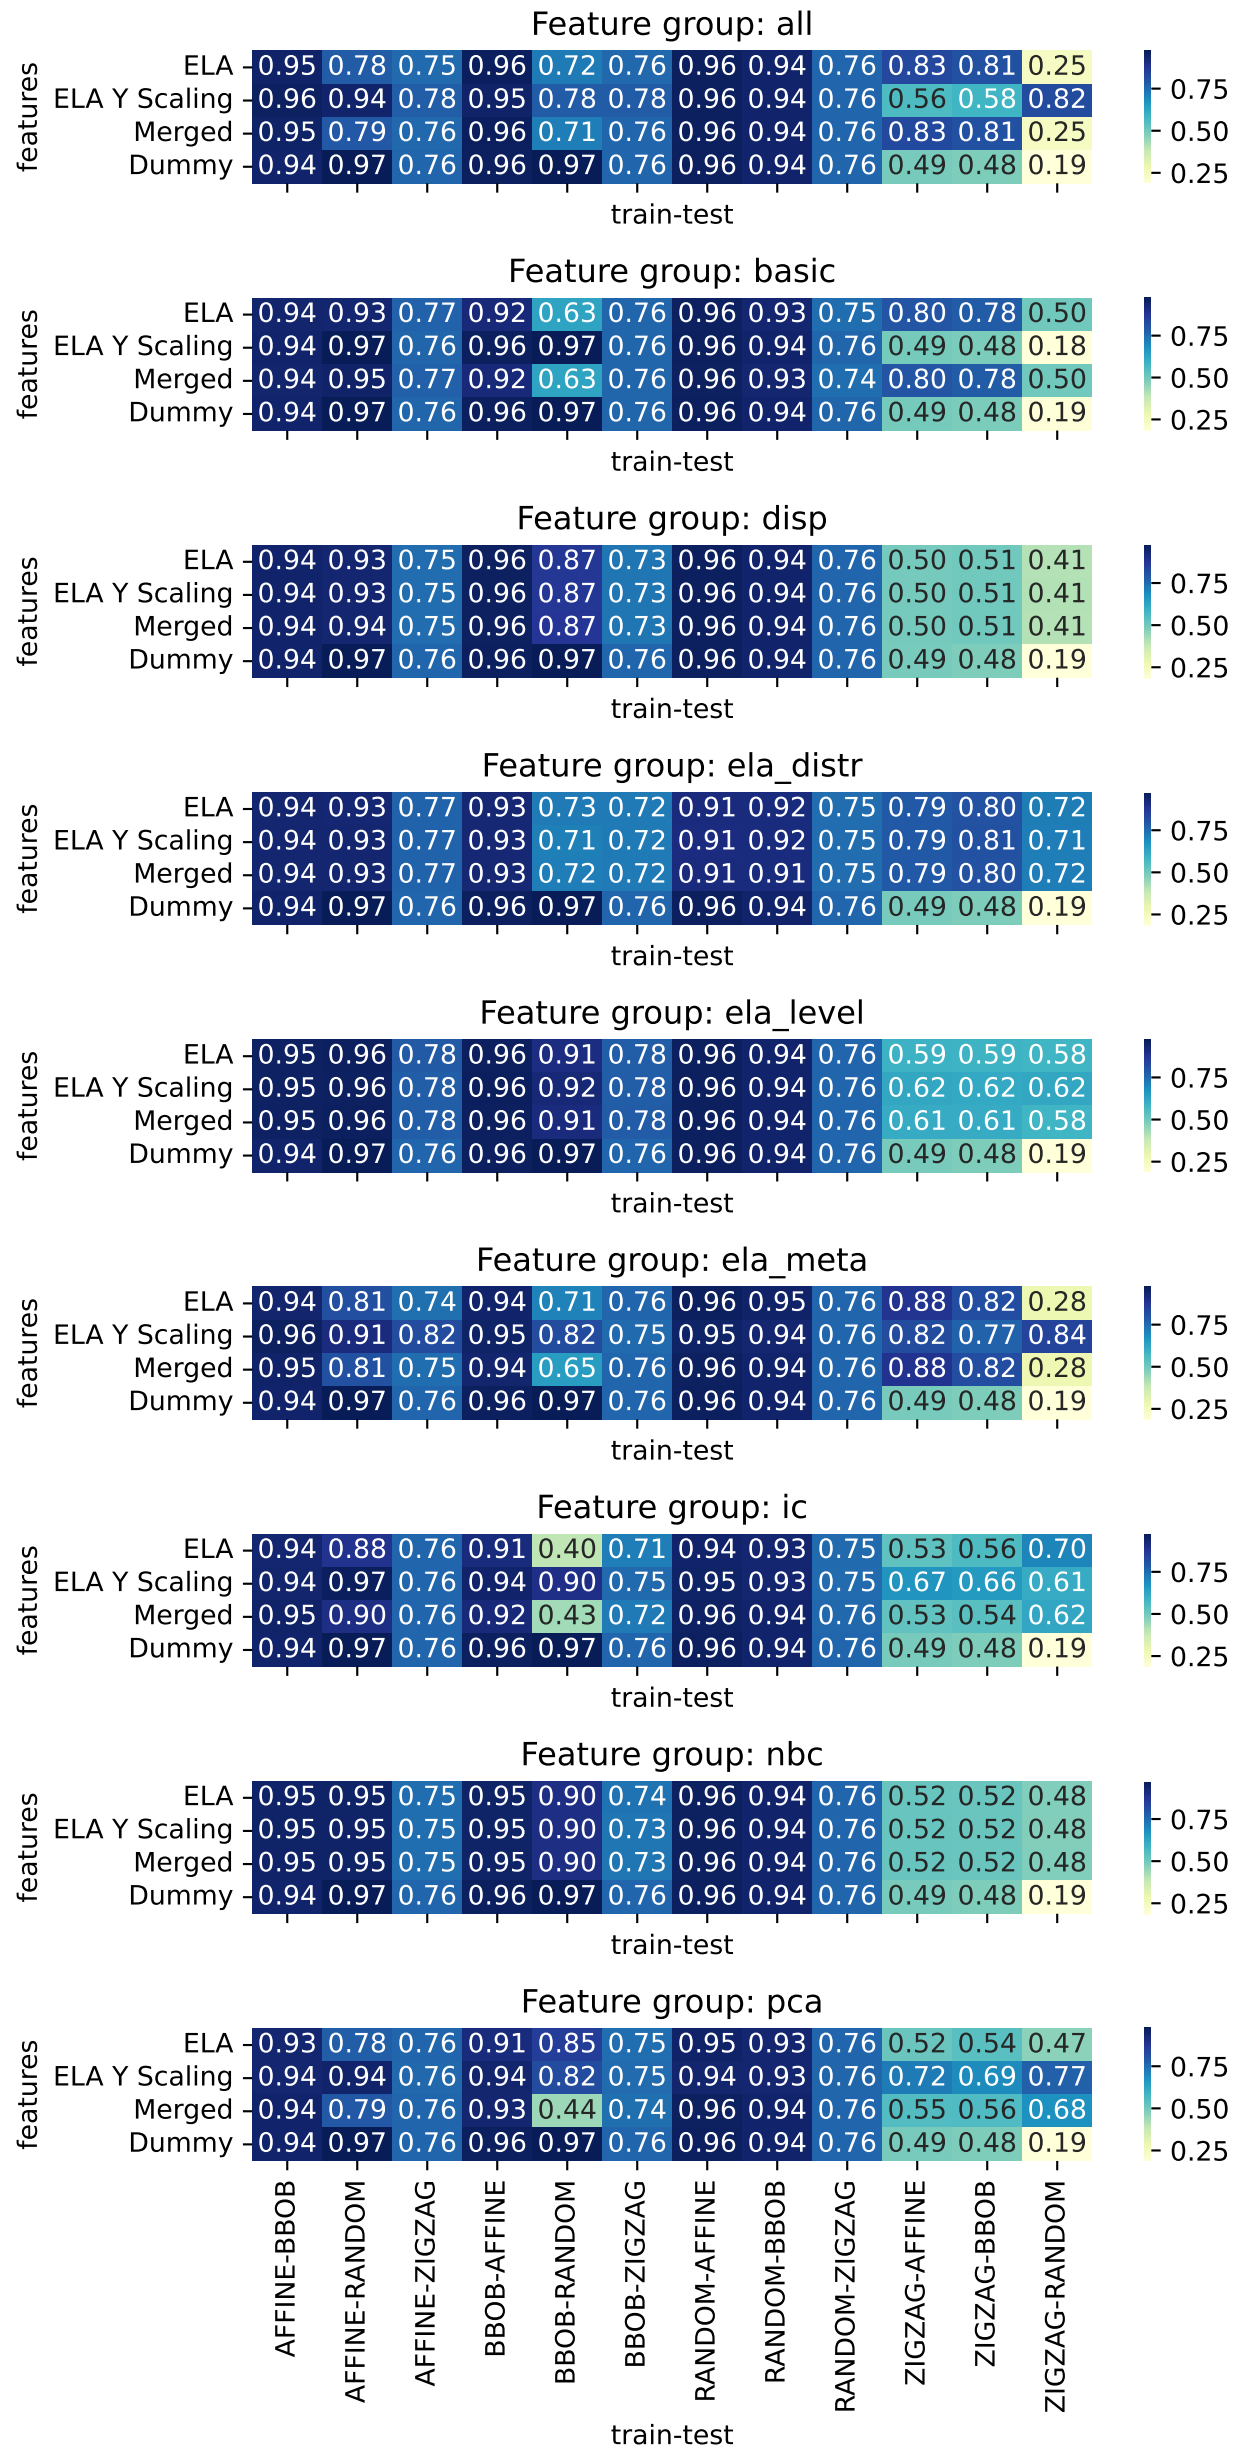 Feature group: all
features
ELA 0.95 0.78 0.75 0.96 0.72 0.76 0.96 0.94 0.76 0.83 0.81 0.25
ELA Y Scaling 0.96 0.94 0.78 0.95 0.78 0.78 0.96 0.94 0.76 0.56 0.58 0.82
Merged 0.95 0.79 0.76 0.96 0.71 0.76 0.96 0.94 0.76 0.83 0.81 0.25
Dummy 0.94 0.97 0.76 0.96 0.97 0.76 0.96 0.94 0.76 0.49 0.48 0.19
0.75
0.50
0.25
train-test
Feature group: basic
features
ELA 0.94 0.93 0.77 0.92 0.63 0.76 0.96 0.93 0.75 0.80 0.78 0.50
ELA Y Scaling 0.94 0.97 0.76 0.96 0.97 0.76 0.96 0.94 0.76 0.49 0.48 0.18
Merged 0.94 0.95 0.77 0.92 0.63 0.76 0.96 0.93 0.74 0.80 0.78 0.50
Dummy 0.94 0.97 0.76 0.96 0.97 0.76 0.96 0.94 0.76 0.49 0.48 0.19
0.75
0.50
0.25
train-test
Feature group: disp
features
ELA 0.94 0.93 0.75 0.96 0.87 0.73 0.96 0.94 0.76 0.50 0.51 0.41
ELA Y Scaling 0.94 0.93 0.75 0.96 0.87 0.73 0.96 0.94 0.76 0.50 0.51 0.41
Merged 0.94 0.94 0.75 0.96 0.87 0.73 0.96 0.94 0.76 0.50 0.51 0.41
Dummy 0.94 0.97 0.76 0.96 0.97 0.76 0.96 0.94 0.76 0.49 0.48 0.19
0.75
0.50
0.25
train-test
Feature group: ela_distr
features
ELA 0.94 0.93 0.77 0.93 0.73 0.72 0.91 0.92 0.75 0.79 0.80 0.72
ELA Y Scaling 0.94 0.93 0.77 0.93 0.71 0.72 0.91 0.92 0.75 0.79 0.81 0.71
Merged 0.94 0.93 0.77 0.93 0.72 0.72 0.91 0.91 0.75 0.79 0.80 0.72
Dummy 0.94 0.97 0.76 0.96 0.97 0.76 0.96 0.94 0.76 0.49 0.48 0.19
0.75
0.50
0.25
train-test
Feature group: ela_level
features
ELA 0.95 0.96 0.78 0.96 0.91 0.78 0.96 0.94 0.76 0.59 0.59 0.58
ELA Y Scaling 0.95 0.96 0.78 0.96 0.92 0.78 0.96 0.94 0.76 0.62 0.62 0.62
Merged 0.95 0.96 0.78 0.96 0.91 0.78 0.96 0.94 0.76 0.61 0.61 0.58
Dummy 0.94 0.97 0.76 0.96 0.97 0.76 0.96 0.94 0.76 0.49 0.48 0.19
0.75
0.50
0.25
train-test
Feature group: ela_meta
features
ELA 0.94 0.81 0.74 0.94 0.71 0.76 0.96 0.95 0.76 0.88 0.82 0.28
ELA Y Scaling 0.96 0.91 0.82 0.95 0.82 0.75 0.95 0.94 0.76 0.82 0.77 0.84
Merged 0.95 0.81 0.75 0.94 0.65 0.76 0.96 0.94 0.76 0.88 0.82 0.28
Dummy 0.94 0.97 0.76 0.96 0.97 0.76 0.96 0.94 0.76 0.49 0.48 0.19
0.75
0.50
0.25
train-test
Feature group: ic
features
ELA 0.94 0.88 0.76 0.91 0.40 0.71 0.94 0.93 0.75 0.53 0.56 0.70
ELA Y Scaling 0.94 0.97 0.76 0.94 0.90 0.75 0.95 0.93 0.75 0.67 0.66 0.61
Merged 0.95 0.90 0.76 0.92 0.43 0.72 0.96 0.94 0.76 0.53 0.54 0.62
Dummy 0.94 0.97 0.76 0.96 0.97 0.76 0.96 0.94 0.76 0.49 0.48 0.19
0.75
0.50
0.25
train-test
Feature group: nbc
features
ELA 0.95 0.95 0.75 0.95 0.90 0.74 0.96 0.94 0.76 0.52 0.52 0.48
ELA Y Scaling 0.95 0.95 0.75 0.95 0.90 0.73 0.96 0.94 0.76 0.52 0.52 0.48
Merged 0.95 0.95 0.75 0.95 0.90 0.73 0.96 0.94 0.76 0.52 0.52 0.48
Dummy 0.94 0.97 0.76 0.96 0.97 0.76 0.96 0.94 0.76 0.49 0.48 0.19
0.75
0.50
0.25
train-test
Feature group: pca
features
ELA 0.93 0.78 0.76 0.91 0.85 0.75 0.95 0.93 0.76 0.52 0.54 0.47
ELA Y Scaling 0.94 0.94 0.76 0.94 0.82 0.75 0.94 0.93 0.76 0.72 0.69 0.77
Merged 0.94 0.79 0.76 0.93 0.44 0.74 0.96 0.94 0.76 0.55 0.56 0.68
Dummy 0.94 0.97 0.76 0.96 0.97 0.76 0.96 0.94 0.76 0.49 0.48 0.19
0.75
0.50
0.25
AFFINE-BBOB
AFFINE-RANDOM
AFFINE-ZIGZAG
BBOB-AFFINE
BBOB-RANDOM
BBOB-ZIGZAG
RANDOM-AFFINE
RANDOM-BBOB
RANDOM-ZIGZAG
ZIGZAG-AFFINE
ZIGZAG-BBOB
ZIGZAG-RANDOM
train-test